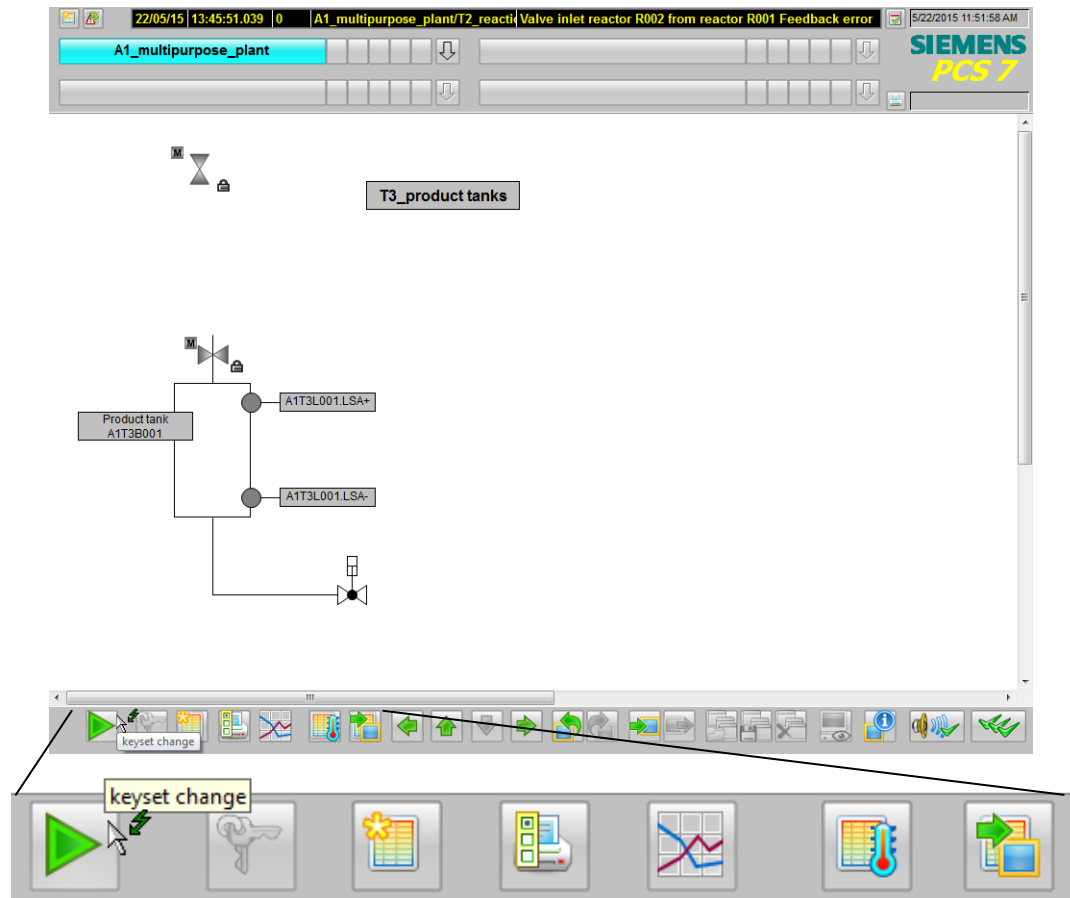 22/05/15 13:45:51.039 0 A1_multipurpose_plant/T2_reacti Valve inlet reactor R002 from reactor R001 Feedback error 5/22/2015 11:51:58 AM
A1_multipurpose_plant
SIEMENS
PCS 7
M
T3_product tanks
M
A1T3L001.LSA+
Product tank
A1T3B001
A1T3L001.LSA-
keyset change
keyset change